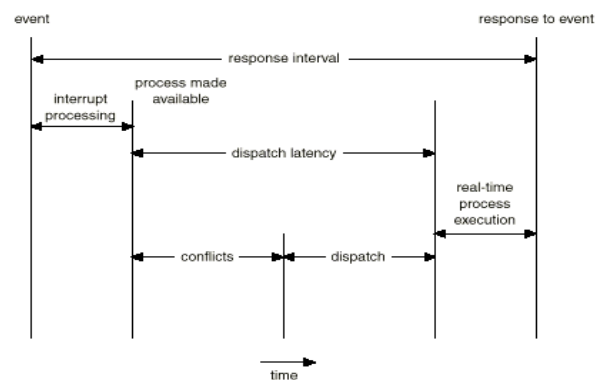 event
response to event
response interval
process made
available
interrupt
processing
dispatch latency
real-time
process
execution
conflicts
dispatch
time